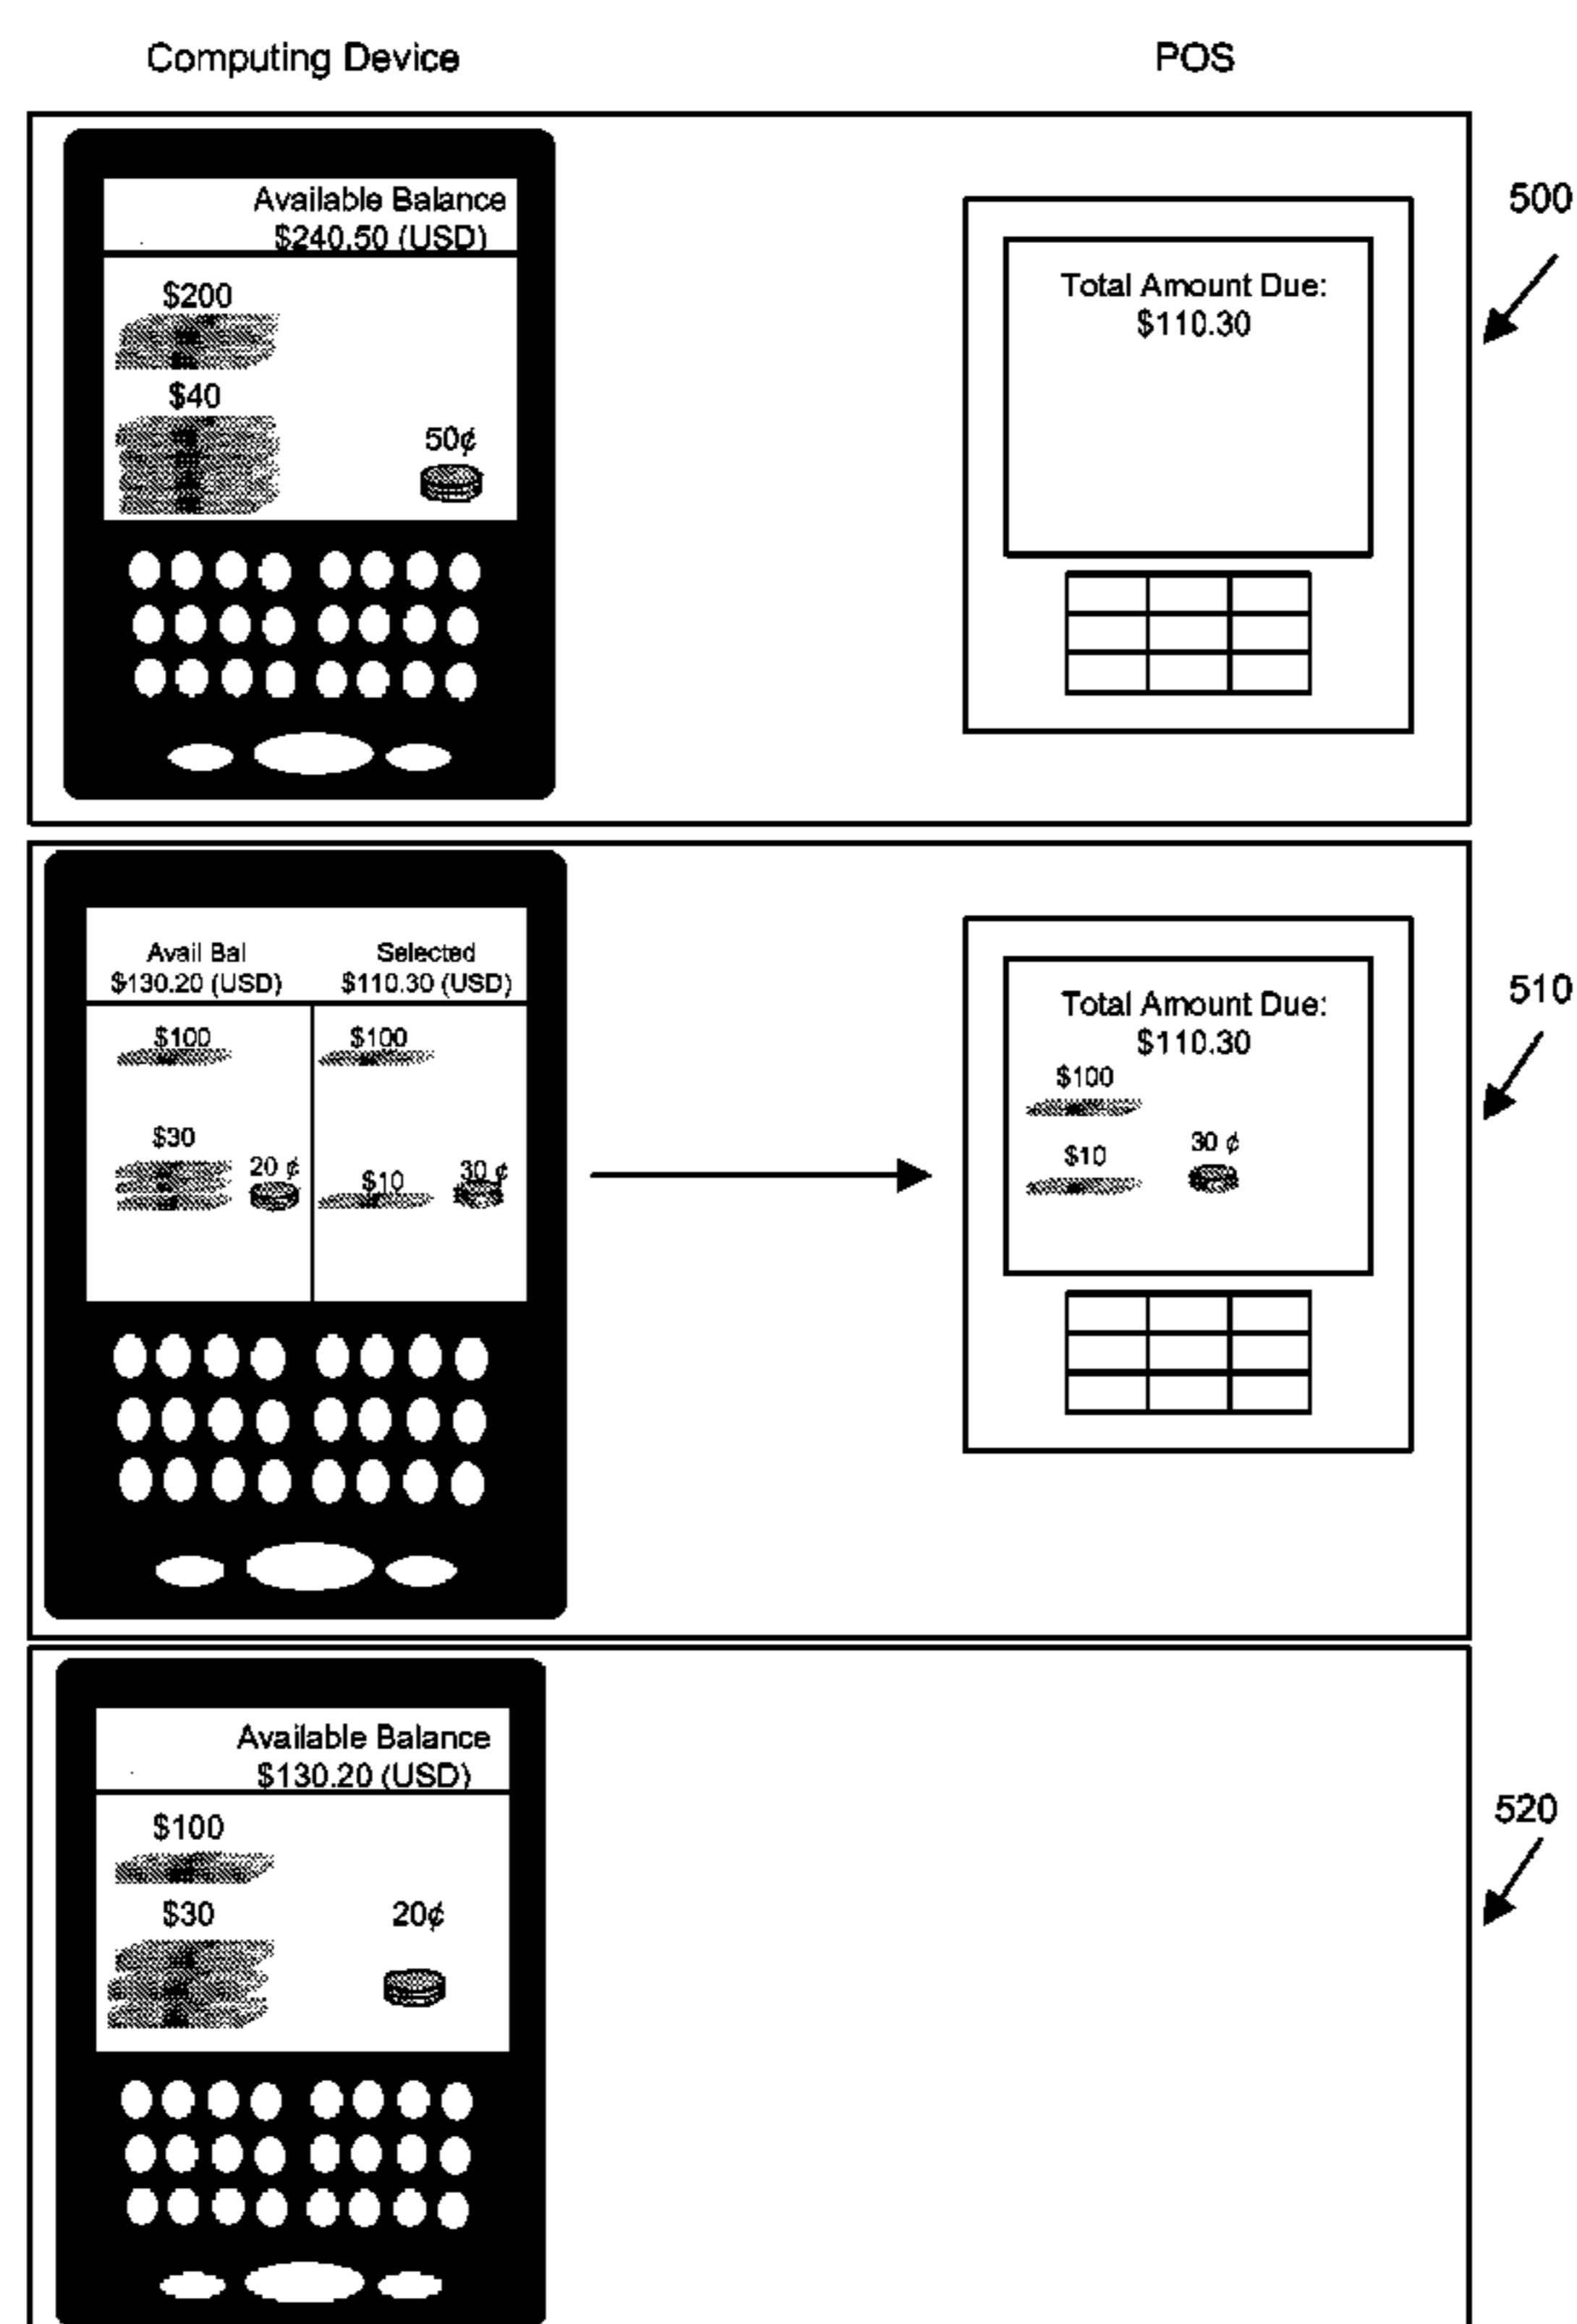 Computing Device
POS
Available Balance
$240.50 (USD)
$200
$40
50¢
Total Amount Due:
$110.30
500
Avail Bal
$130.20 (USD)
Selected
$110.30 (USD)
$100
$30
20 ¢
$100
$10
30 ¢
Total Amount Due:
$110.30
$100
$10
30 ¢
510
Available Balance
$130.20 (USD)
$100
$30
20¢
520